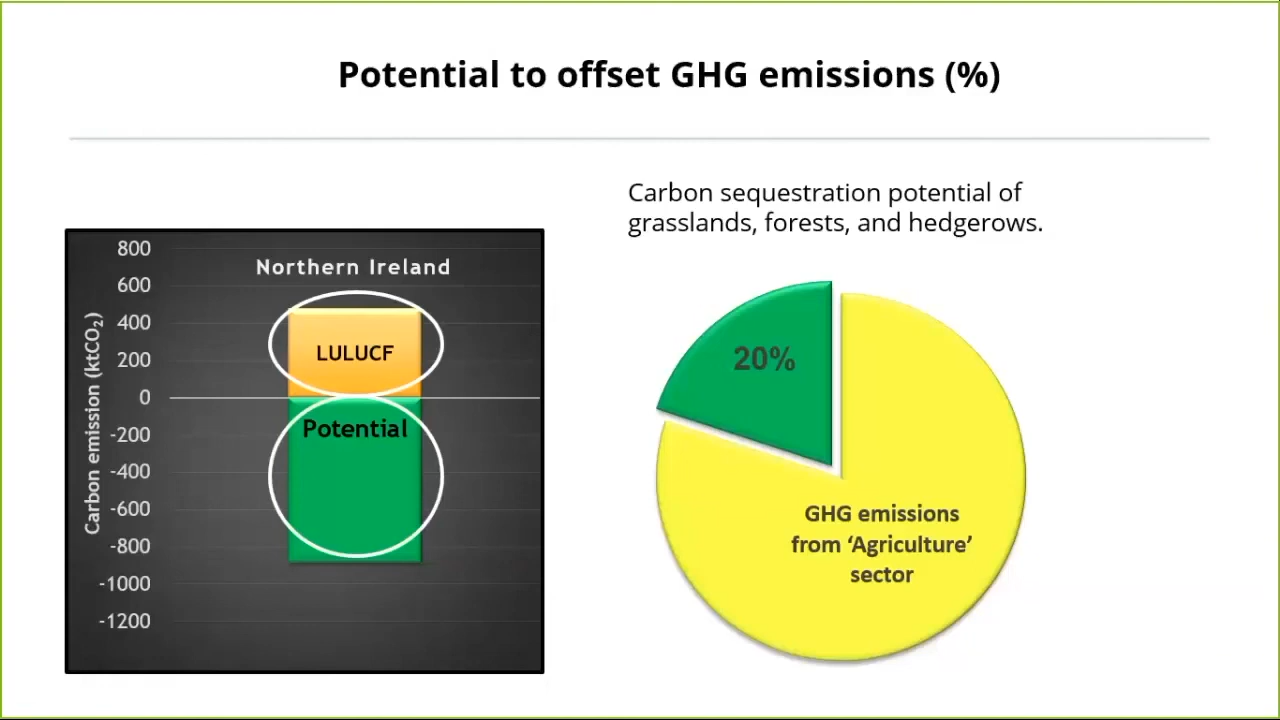 Potential to offset GHG emissions (%)
Carbon sequestration potential of
grasslands, forests, and hedgerows.
Northern Ireland
Carbon emission (ktCO₂)
800
600
400
200
0
-200
-400
-600
-800
-1000
-1200
LULUCF
Potential
20%
GHG emissions
from ‘Agriculture’
sector